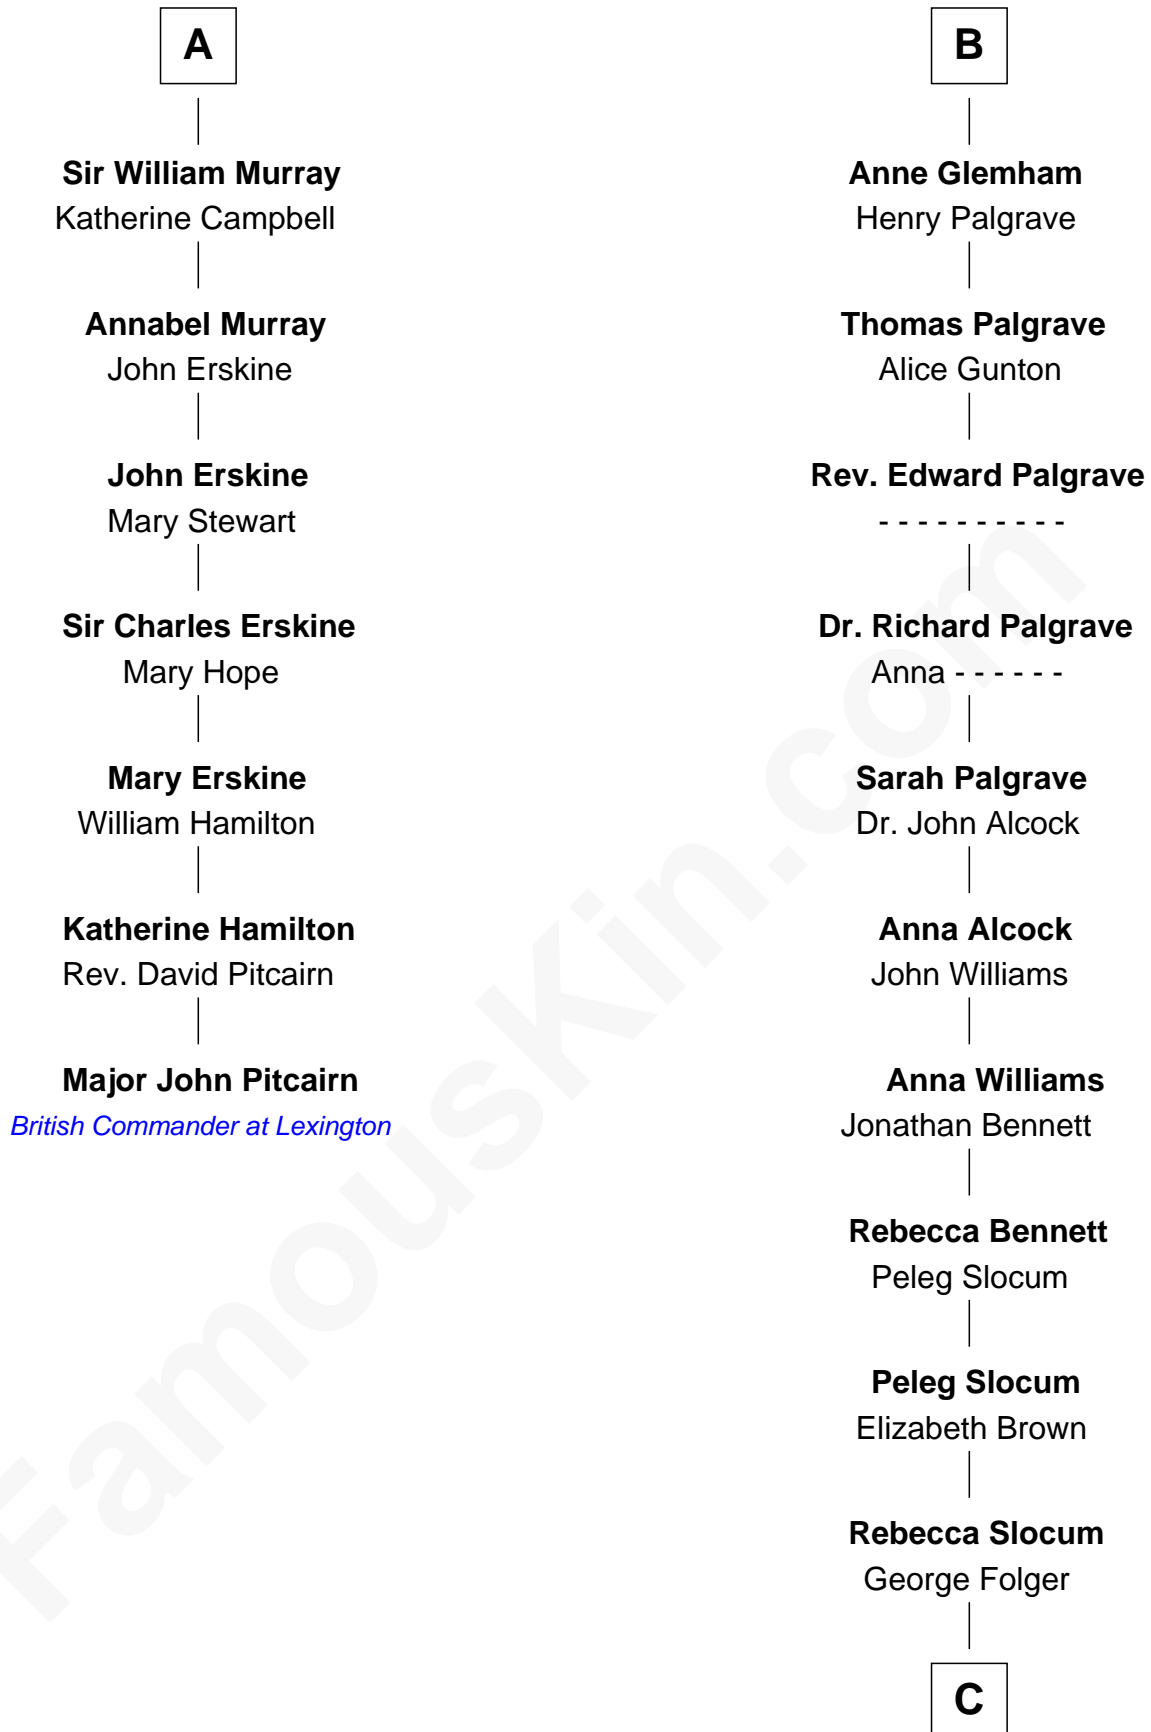 A
Sir William Murray
Katherine Campbell
Annabel Murray
John Erskine
John Erskine
Mary Stewart
Sir Charles Erskine
Mary Hope
Mary Erskine
William Hamilton
Katherine Hamilton
Rev. David Pitcairn
Major John Pitcairn
British Commander at Lexington
B
Anne Glemham
Henry Palgrave
Thomas Palgrave
Alice Gunton
Rev. Edward Palgrave
- - - - - - - - - -
Dr. Richard Palgrave
Anna - - - - - -
Sarah Palgrave
Dr. John Alcock
Anna Alcock
John Williams
Anna Williams
Jonathan Bennett
Rebecca Bennett
Peleg Slocum
Peleg Slocum
Elizabeth Brown
Rebecca Slocum
George Folger
C
FamousKin.com